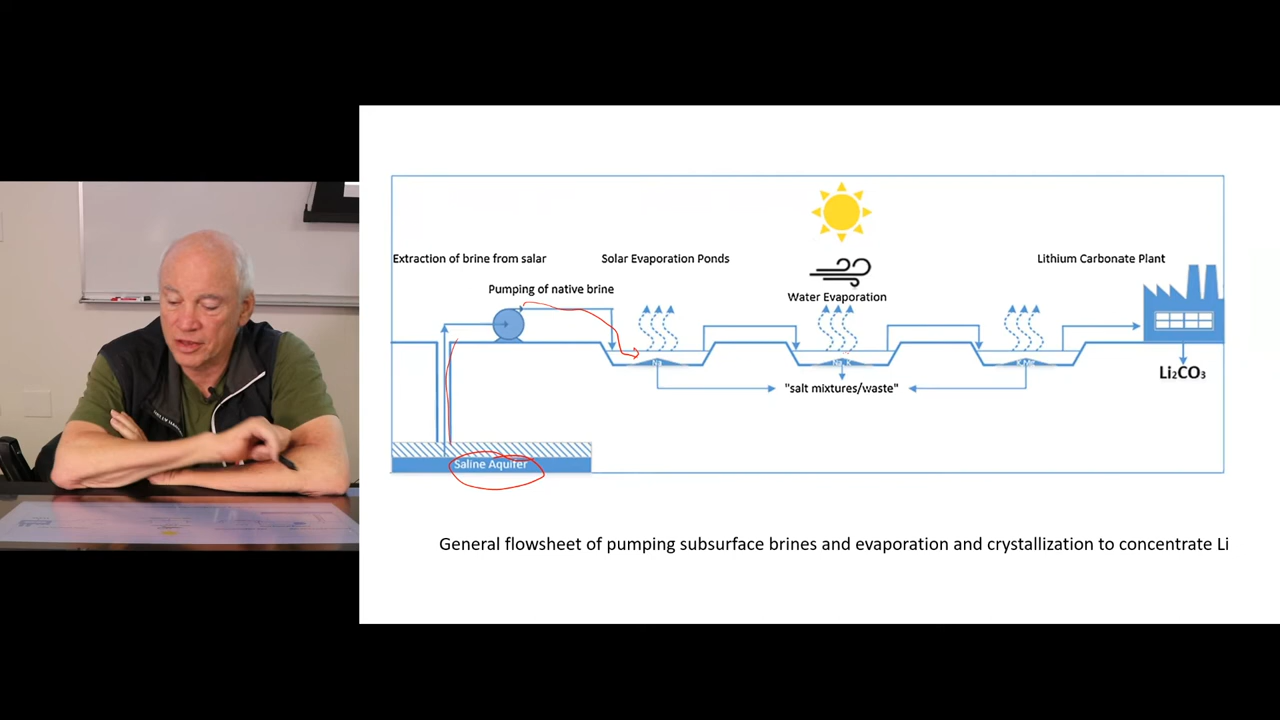 Extraction of brine from salar
Solar Evaporation Ponds
Lithium Carbonate Plant
Pumping of native brine
Water Evaporation
Na
"salt mixtures/waste"
Li₂CO₃
Saline Aquifer
General flowsheet of pumping subsurface brines and evaporation and crystallization to concentrate Li